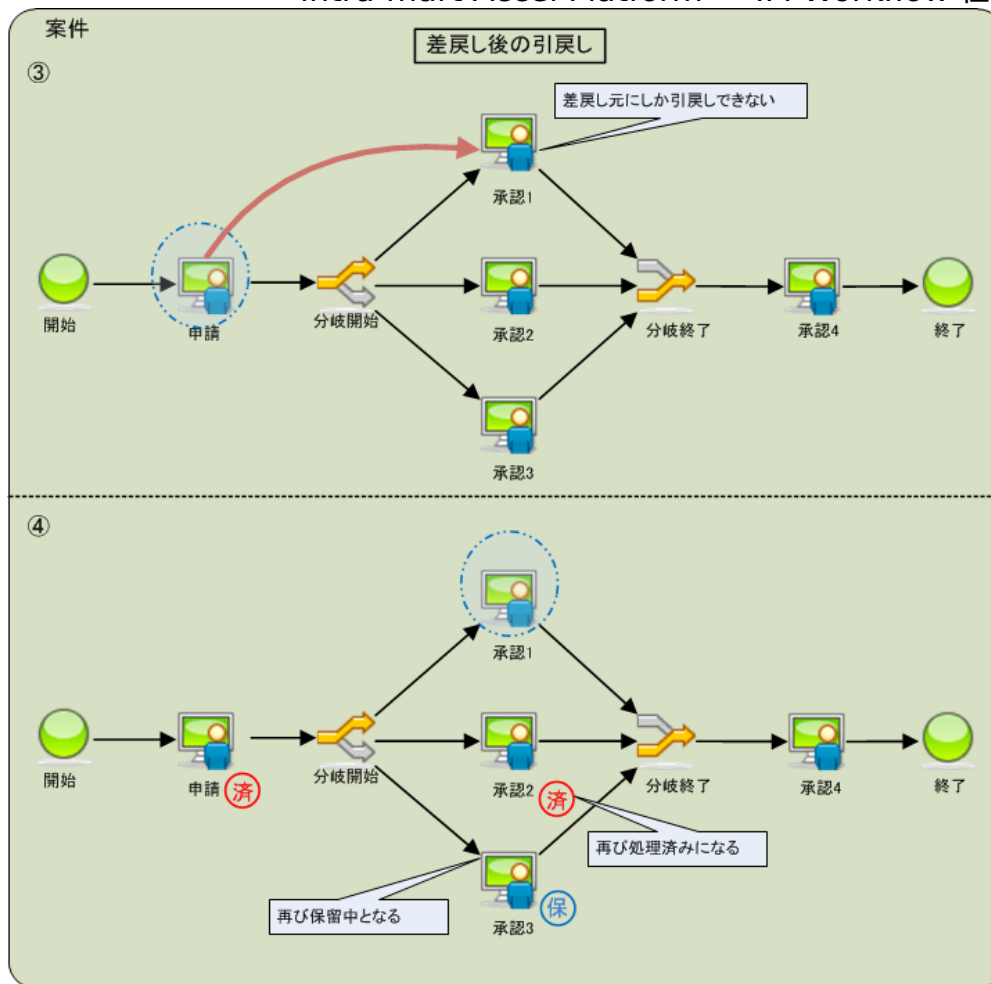 案件
差戻し後の引戻し
③
差戻し元にしか引戻しできない
承認1
開始
申請
分岐開始
承認2
分岐終了
承認4
終了
承認3
④
承認1
開始
申請
済
分岐開始
承認2
済
分岐終了
承認4
終了
再び処理済みになる
再び保留中となる
承認3
保